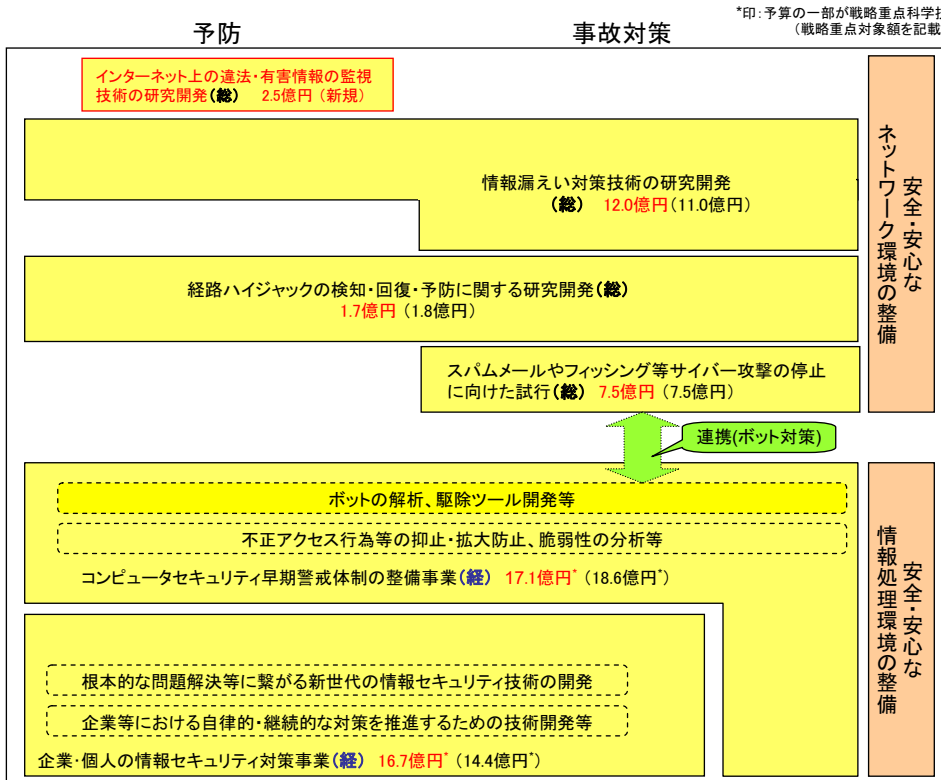 *印:予算の一部が戦略重点科学技
(戦略重点対象額を記載
予防
事故対策
インターネット上の違法・有害情報の監視
技術の研究開発(総) 2.5億円(新規)
情報漏えい対策技術の研究開発
(総) 12.0億円(11.0億円)
経路ハイジャックの検知・回復・予防に関する研究開発(総)
1.7億円(1.8億円)
スパムメールやフィッシング等サイバー攻撃の停止
に向けた試行(総) 7.5億円(7.5億円)
安全・安心な
ネットワーク環境の整備
連携(ボット対策)
ボットの解析、駆除ツール開発等
不正アクセス行為等の抑止・拡大防止、脆弱性の分析等
コンピュータセキュリティ早期警戒体制の整備事業(経) 17.1億円*(18.6億円*)
根本的な問題解決等に繋がる新世代の情報セキュリティ技術の開発
企業等における自律的・継続的な対策を推進するための技術開発等
企業・個人の情報セキュリティ対策事業(経) 16.7億円*(14.4億円*)
安全・安心な
情報処理環境の整備